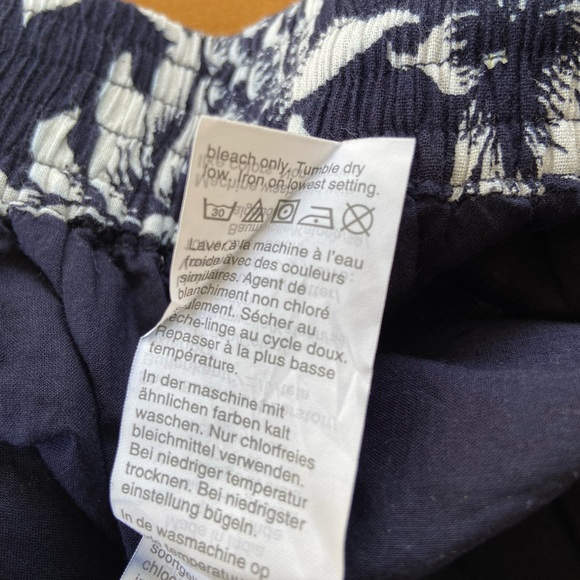 bleach only. Tumble dry
low. Iron on lowest setting.
30
Laver à la machine à l'eau
froide avec des couleurs
similaires. Agent de
blanchiment non chloré
Sécher au
sèche-linge au cycle doux.
Repasser à la plus basse
température.
In der maschine mit
ähnlichen farben kalt
waschen. Nur chlorfreies
bleichmittel verwenden.
Bei niedriger temperatur
trocknen. Bei niedrigster
einstellung bügeln.
In de wasmachine op
temperatu
soortge
chloo